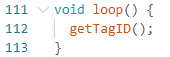 111 void loop() {
112 getTagID();
113 }